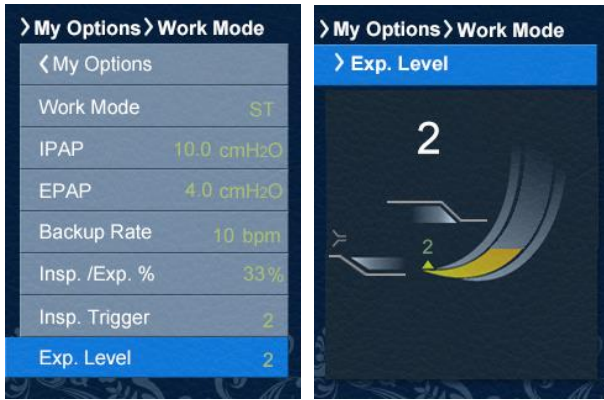 My Options Work Mode
My Options
Work Mode ST
IPAP 10.0 cmH2O
EPAP 4.0 cmH2O
Backup Rate 10 bpm
Insp. /Exp. % 33%
Insp. Trigger 2
Exp. Level 2
My Options Work Mode
Exp. Level
2
2